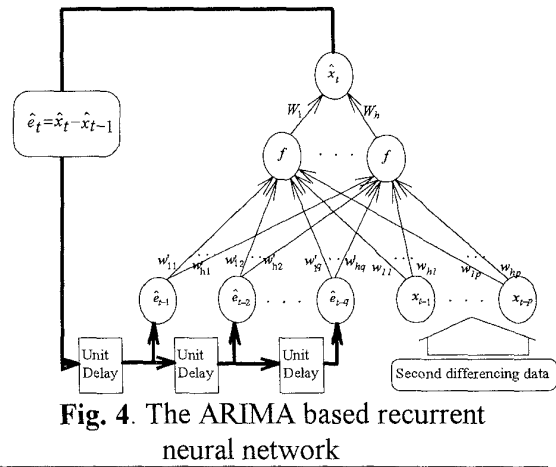 x̂_t
ê_t=x̂_t−x̂_{t−1}
W_1 W_h
f . . . f
w'_11 w'_h1 w'_12 ... w'_h2 w'_1q ... w'_hq w_11 ... w_h1 w_1p ... w_hp
ê_{t−1} ê_{t−2} . . . ê_{t−q} x_{t−1} . . . x_{t−p}
Unit Delay Unit Delay Unit Delay
Second differencing data
Fig. 4. The ARIMA based recurrent
neural network